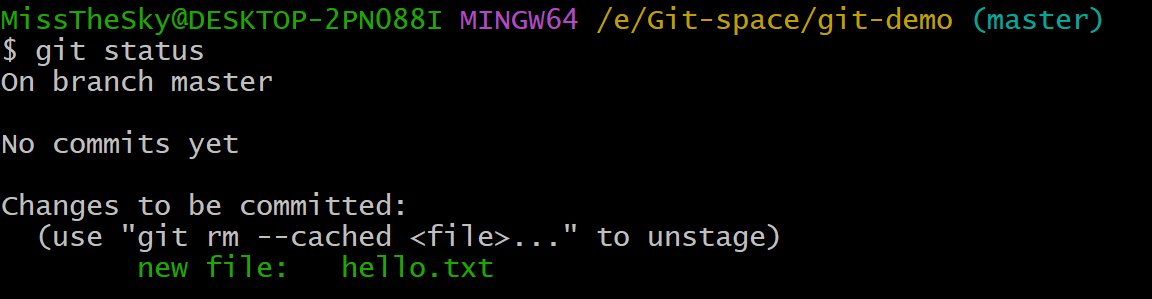 MissTheSky@DESKTOP-2PNO88I MINGW64 /e/Git-space/git-demo (master)
$ git status
On branch master
No commits yet
Changes to be committed:
(use "git rm --cached <file>..." to unstage)
new file: hello.txt